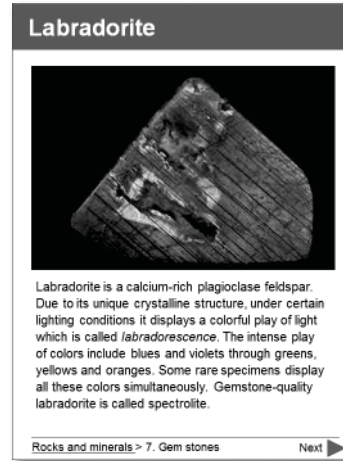 Labradorite
Labradorite is a calcium-rich plagioclase feldspar.
Due to its unique crystalline structure, under certain
lighting conditions it displays a colorful play of light
which is called labradorescence. The intense play
of colors include blues and violets through greens,
yellows and oranges. Some rare specimens display
all these colors simultaneously. Gemstone-quality
labradorite is called spectrolite.
Rocks and minerals > 7. Gem stones Next